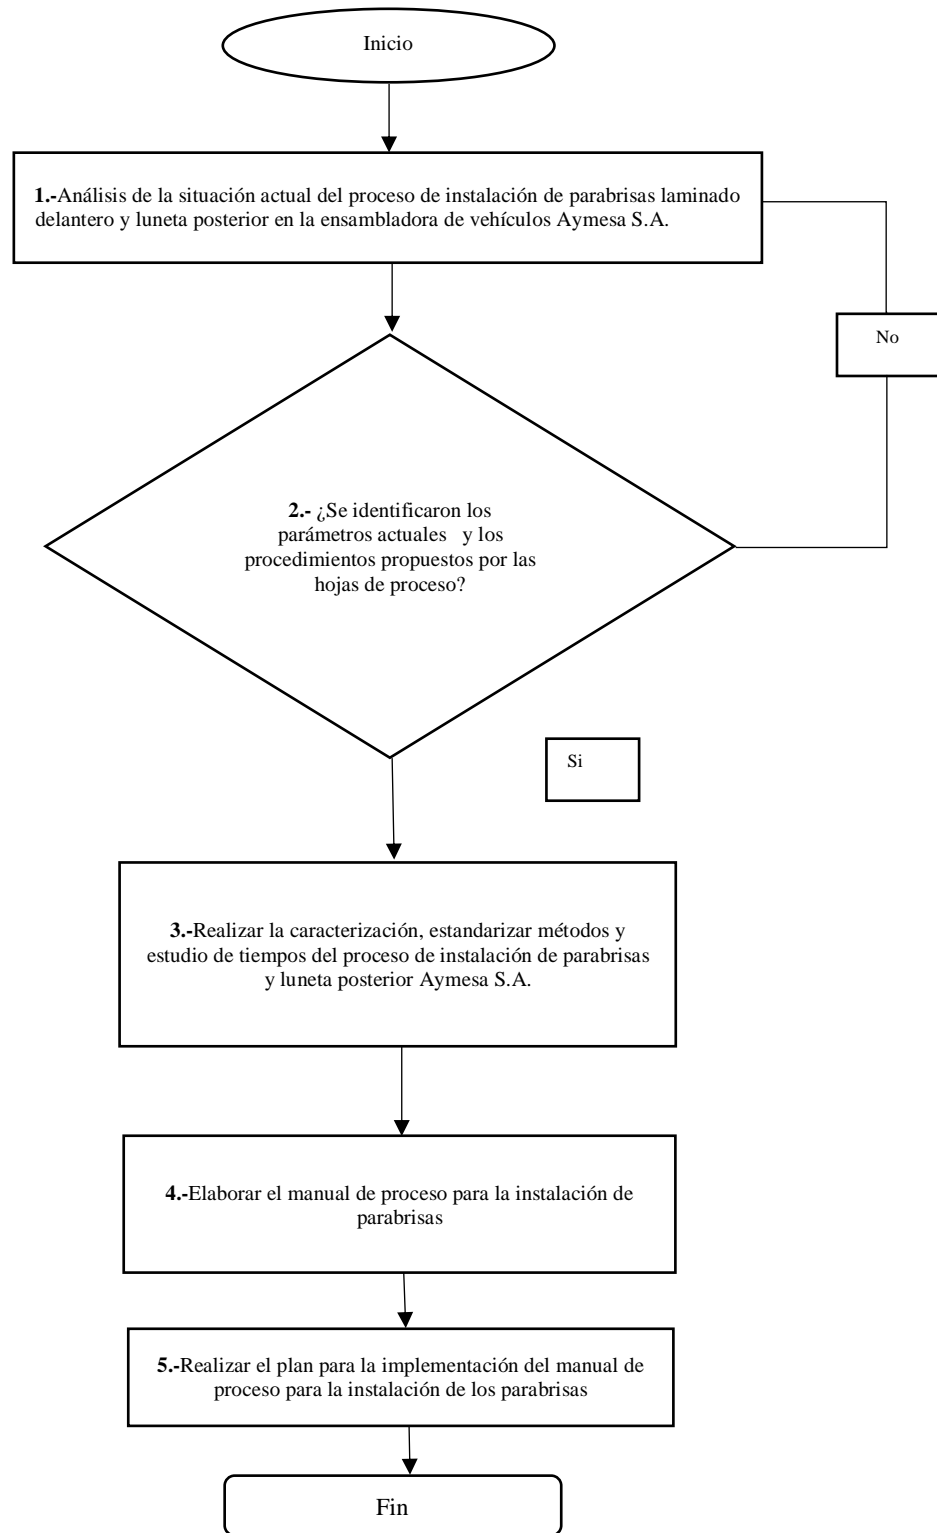 Inicio
1.-Análisis de la situación actual del proceso de instalación de parabrisas laminado
delantero y luneta posterior en la ensambladora de vehículos Aymesa S.A.
No
2.- ¿Se identificaron los
parámetros actuales y los
procedimientos propuestos por las
hojas de proceso?
Si
3.-Realizar la caracterización, estandarizar métodos y
estudio de tiempos del proceso de instalación de parabrisas
y luneta posterior Aymesa S.A.
4.-Elaborar el manual de proceso para la instalación de
parabrisas
5.-Realizar el plan para la implementación del manual de
proceso para la instalación de los parabrisas
Fin